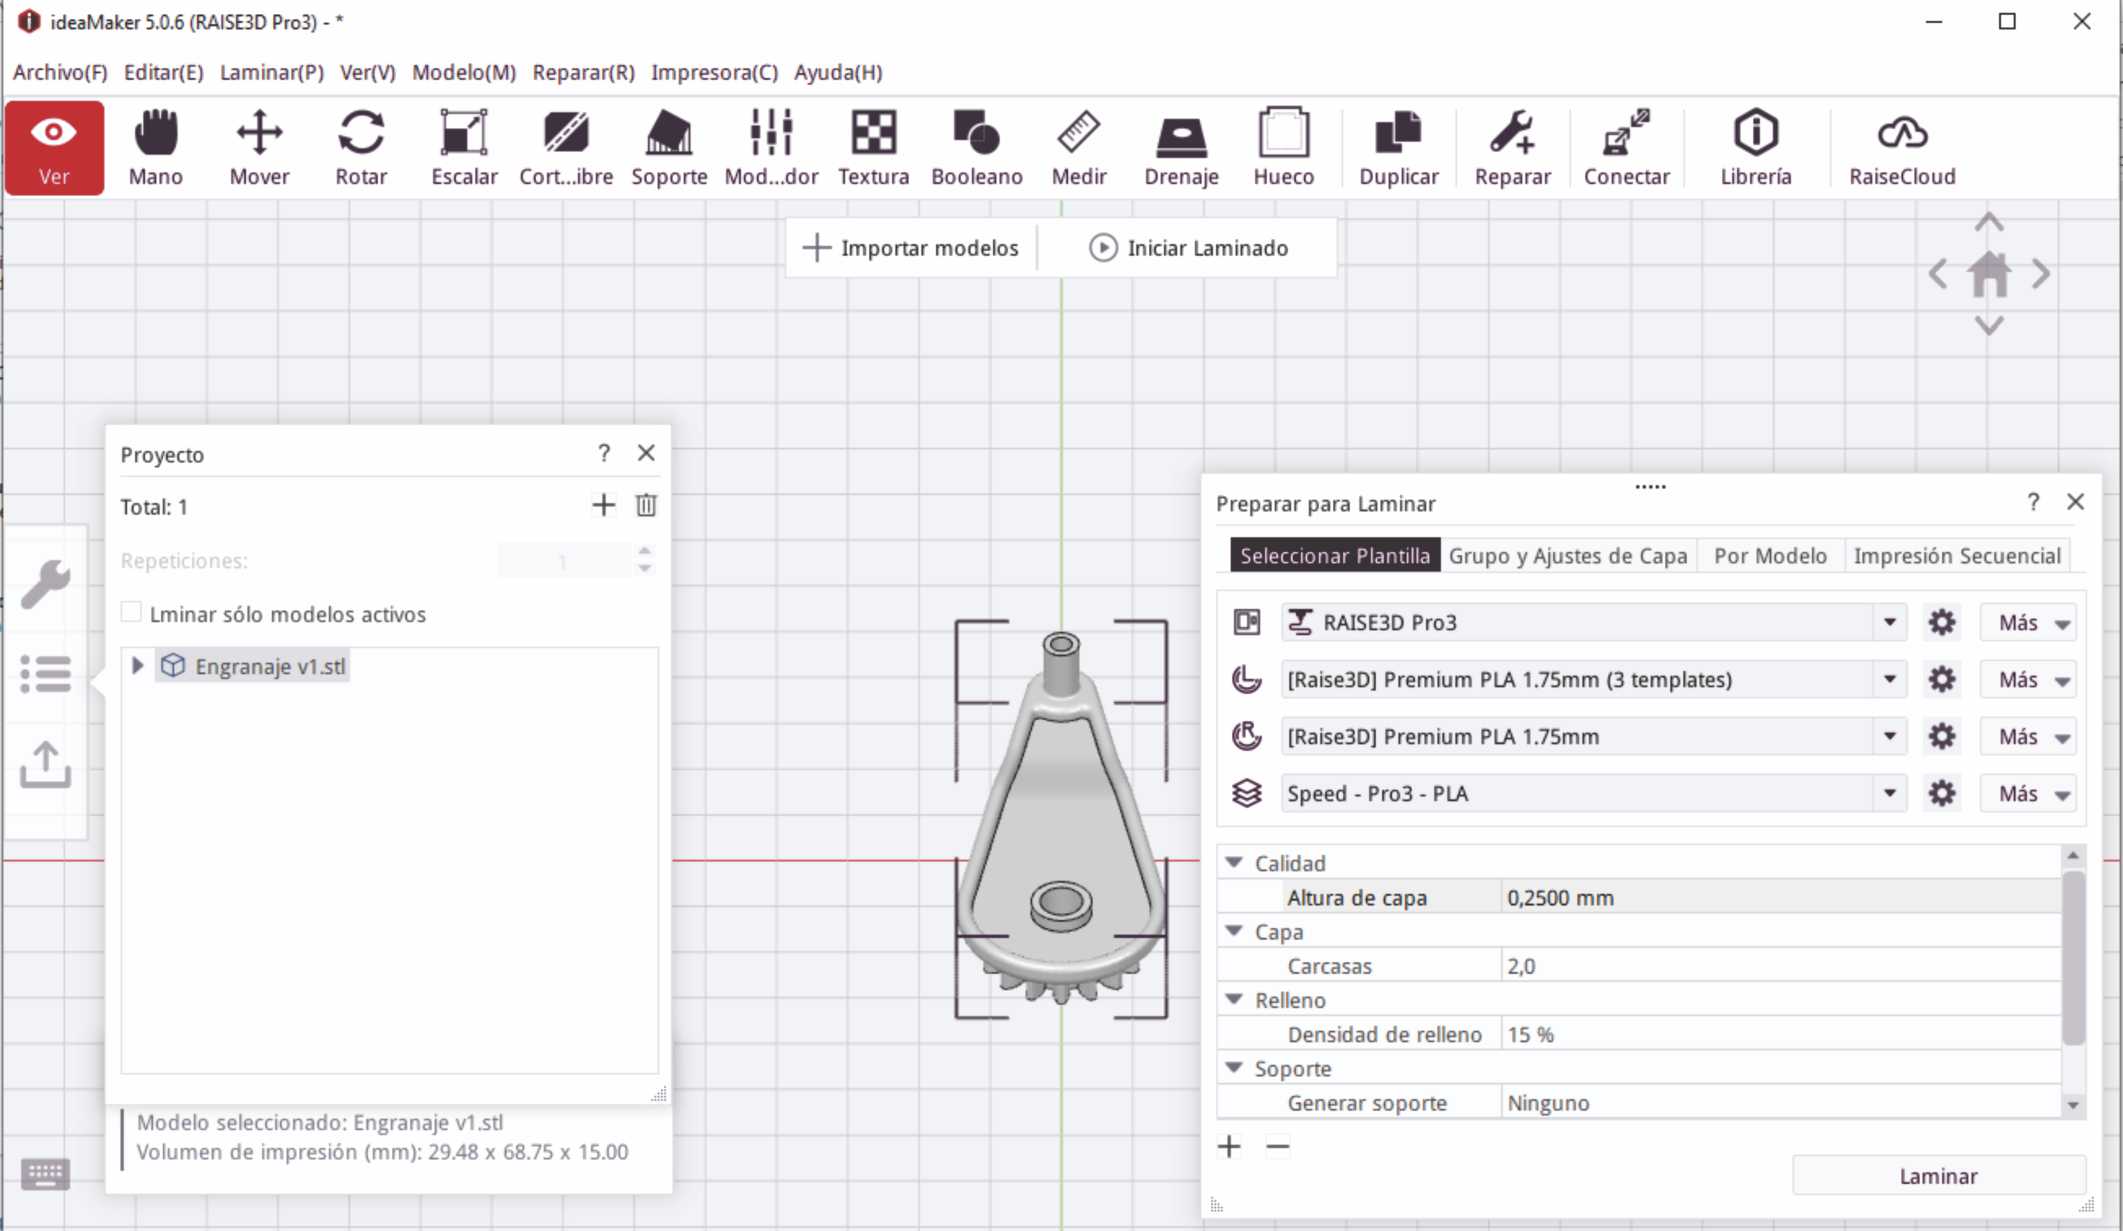 ideaMaker 5.0.6 (RAISE3D Pro3) - *
Archivo(F) Editar(E) Laminar(P) Ver(V) Modelo(M) Reparar(R) Impresora(C) Ayuda(H)
Ver Mano Mover Rotar Escalar Cort...ibre Soporte Mod...dor Textura Booleano Medir Drenaje Hueco Duplicar Reparar Conectar Librería RaiseCloud
Importar modelos Iniciar Laminado
Proyecto ?
Total: 1
Repeticiones: 1
Lminar sólo modelos activos
Engranaje v1.stl
Modelo seleccionado: Engranaje v1.stl
Volumen de impresión (mm): 29.48 x 68.75 x 15.00
Preparar para Laminar ?
Seleccionar Plantilla Grupo y Ajustes de Capa Por Modelo Impresión Secuencial
RAISE3D Pro3 Más
L [Raise3D] Premium PLA 1.75mm (3 templates) Más
R [Raise3D] Premium PLA 1.75mm Más
Speed - Pro3 - PLA Más
Calidad
Altura de capa 0,2500 mm
Capa
Carcasas 2,0
Relleno
Densidad de relleno 15 %
Soporte
Generar soporte Ninguno
Laminar